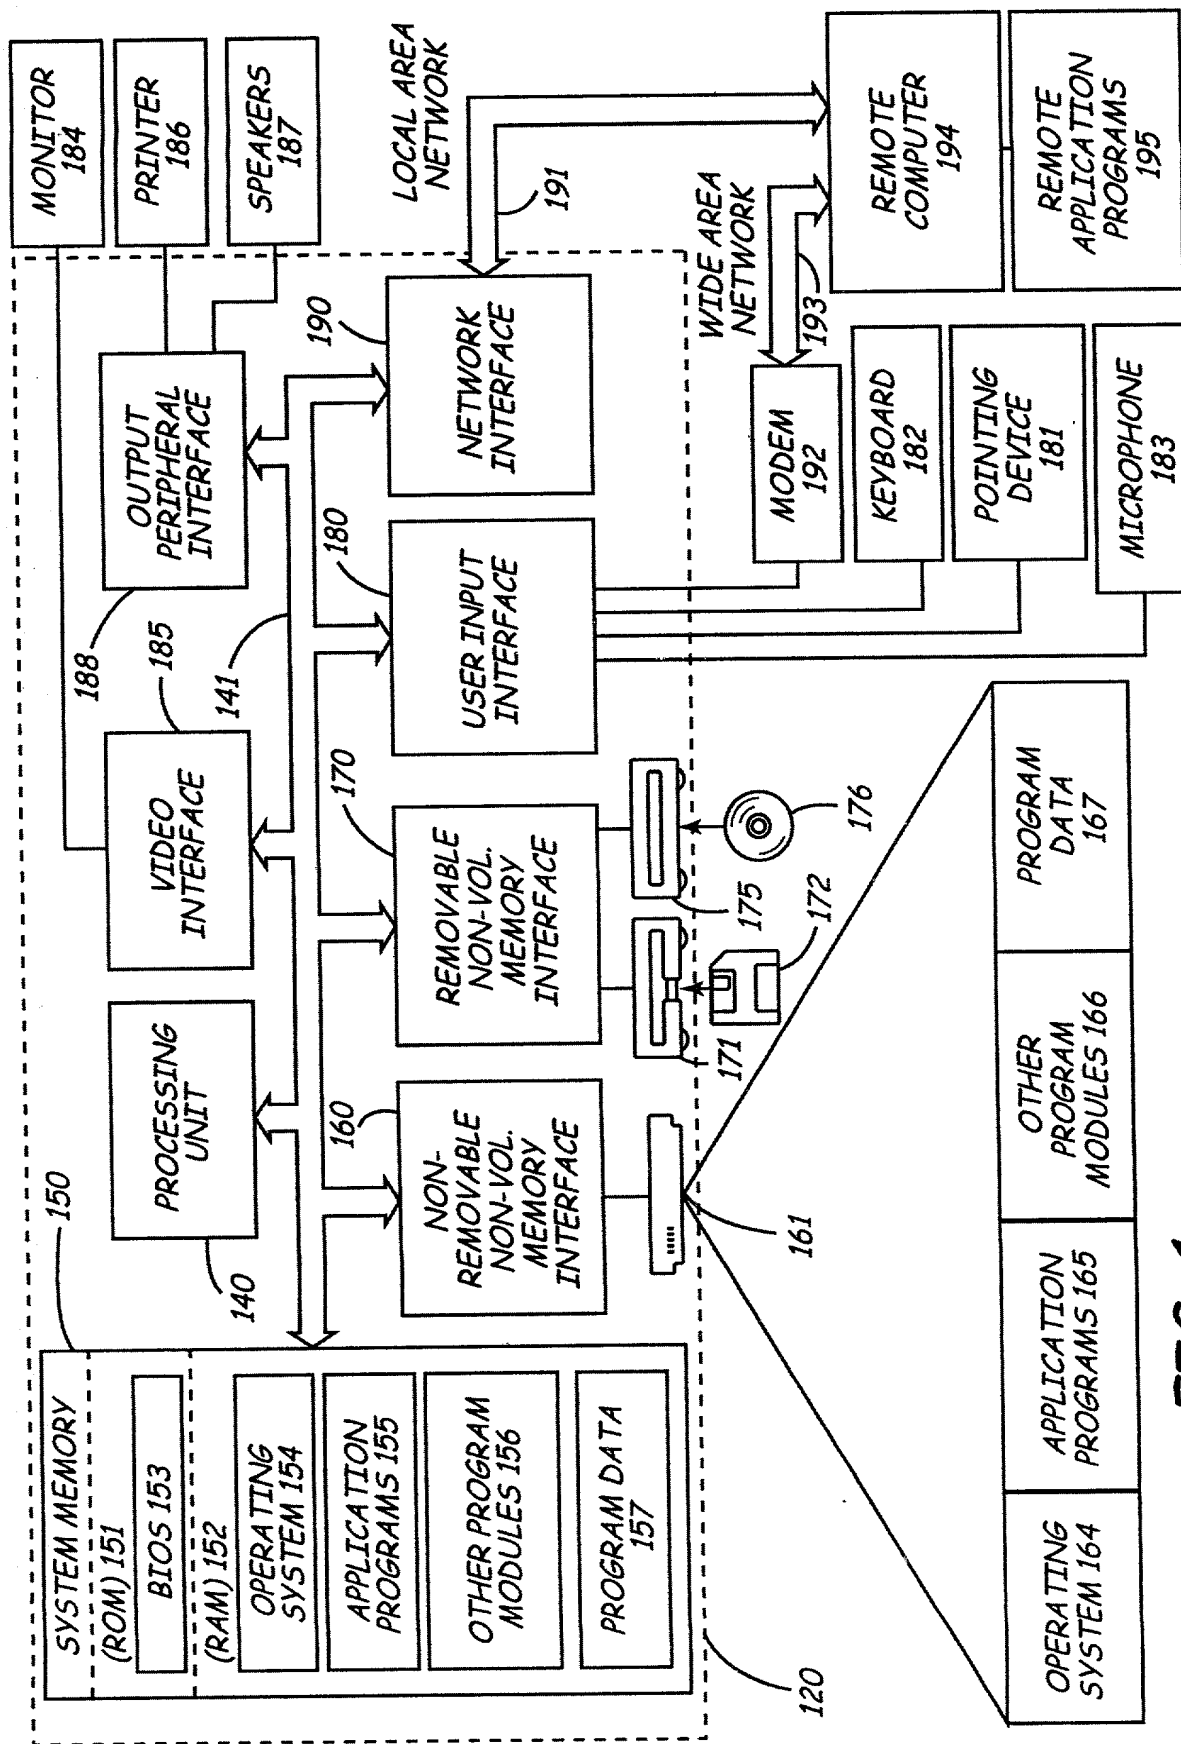 SYSTEM MEMORY
(ROM) 151
BIOS 153
(RAM) 152
OPERATING
SYSTEM 154
APPLICATION
PROGRAMS 155
OTHER PROGRAM
MODULES 156
PROGRAM DATA
157
150
140
PROCESSING
UNIT
VIDEO
INTERFACE
185
188
OUTPUT
PERIPHERAL
INTERFACE
141
MONITOR
184
PRINTER
186
SPEAKERS
187
160
NON-
REMOVABLE
NON-VOL.
MEMORY
INTERFACE
170
REMOVABLE
NON-VOL.
MEMORY
INTERFACE
180
USER INPUT
INTERFACE
190
NETWORK
INTERFACE
LOCAL AREA
NETWORK
191
161
171
172
175
176
120
WIDE AREA
NETWORK
193
MODEM
192
KEYBOARD
182
POINTING
DEVICE
181
MICROPHONE
183
REMOTE
COMPUTER
194
REMOTE
APPLICATION
PROGRAMS
195
OPERATING
SYSTEM 164
APPLICATION
PROGRAMS 165
OTHER
PROGRAM
MODULES 166
PROGRAM
DATA
167